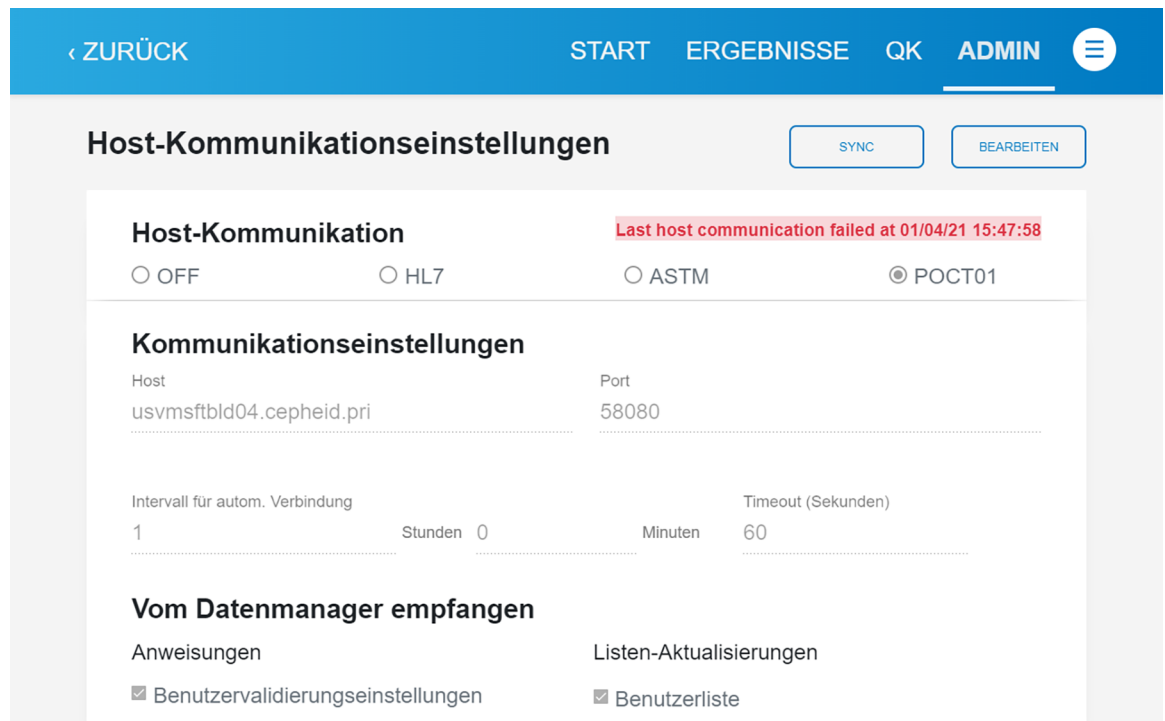 ‹ ZURÜCK START ERGEBNISSE QK ADMIN
Host-Kommunikationseinstellungen SYNC BEARBEITEN
Host-Kommunikation Last host communication failed at 01/04/21 15:47:58
OFF HL7 ASTM POCT01
Kommunikationseinstellungen
Host Port
usvmsftbld04.cepheid.pri 58080
Intervall für autom. Verbindung Timeout (Sekunden)
1 Stunden 0 Minuten 60
Vom Datenmanager empfangen
Anweisungen Listen-Aktualisierungen
Benutzervalidierungseinstellungen Benutzerliste